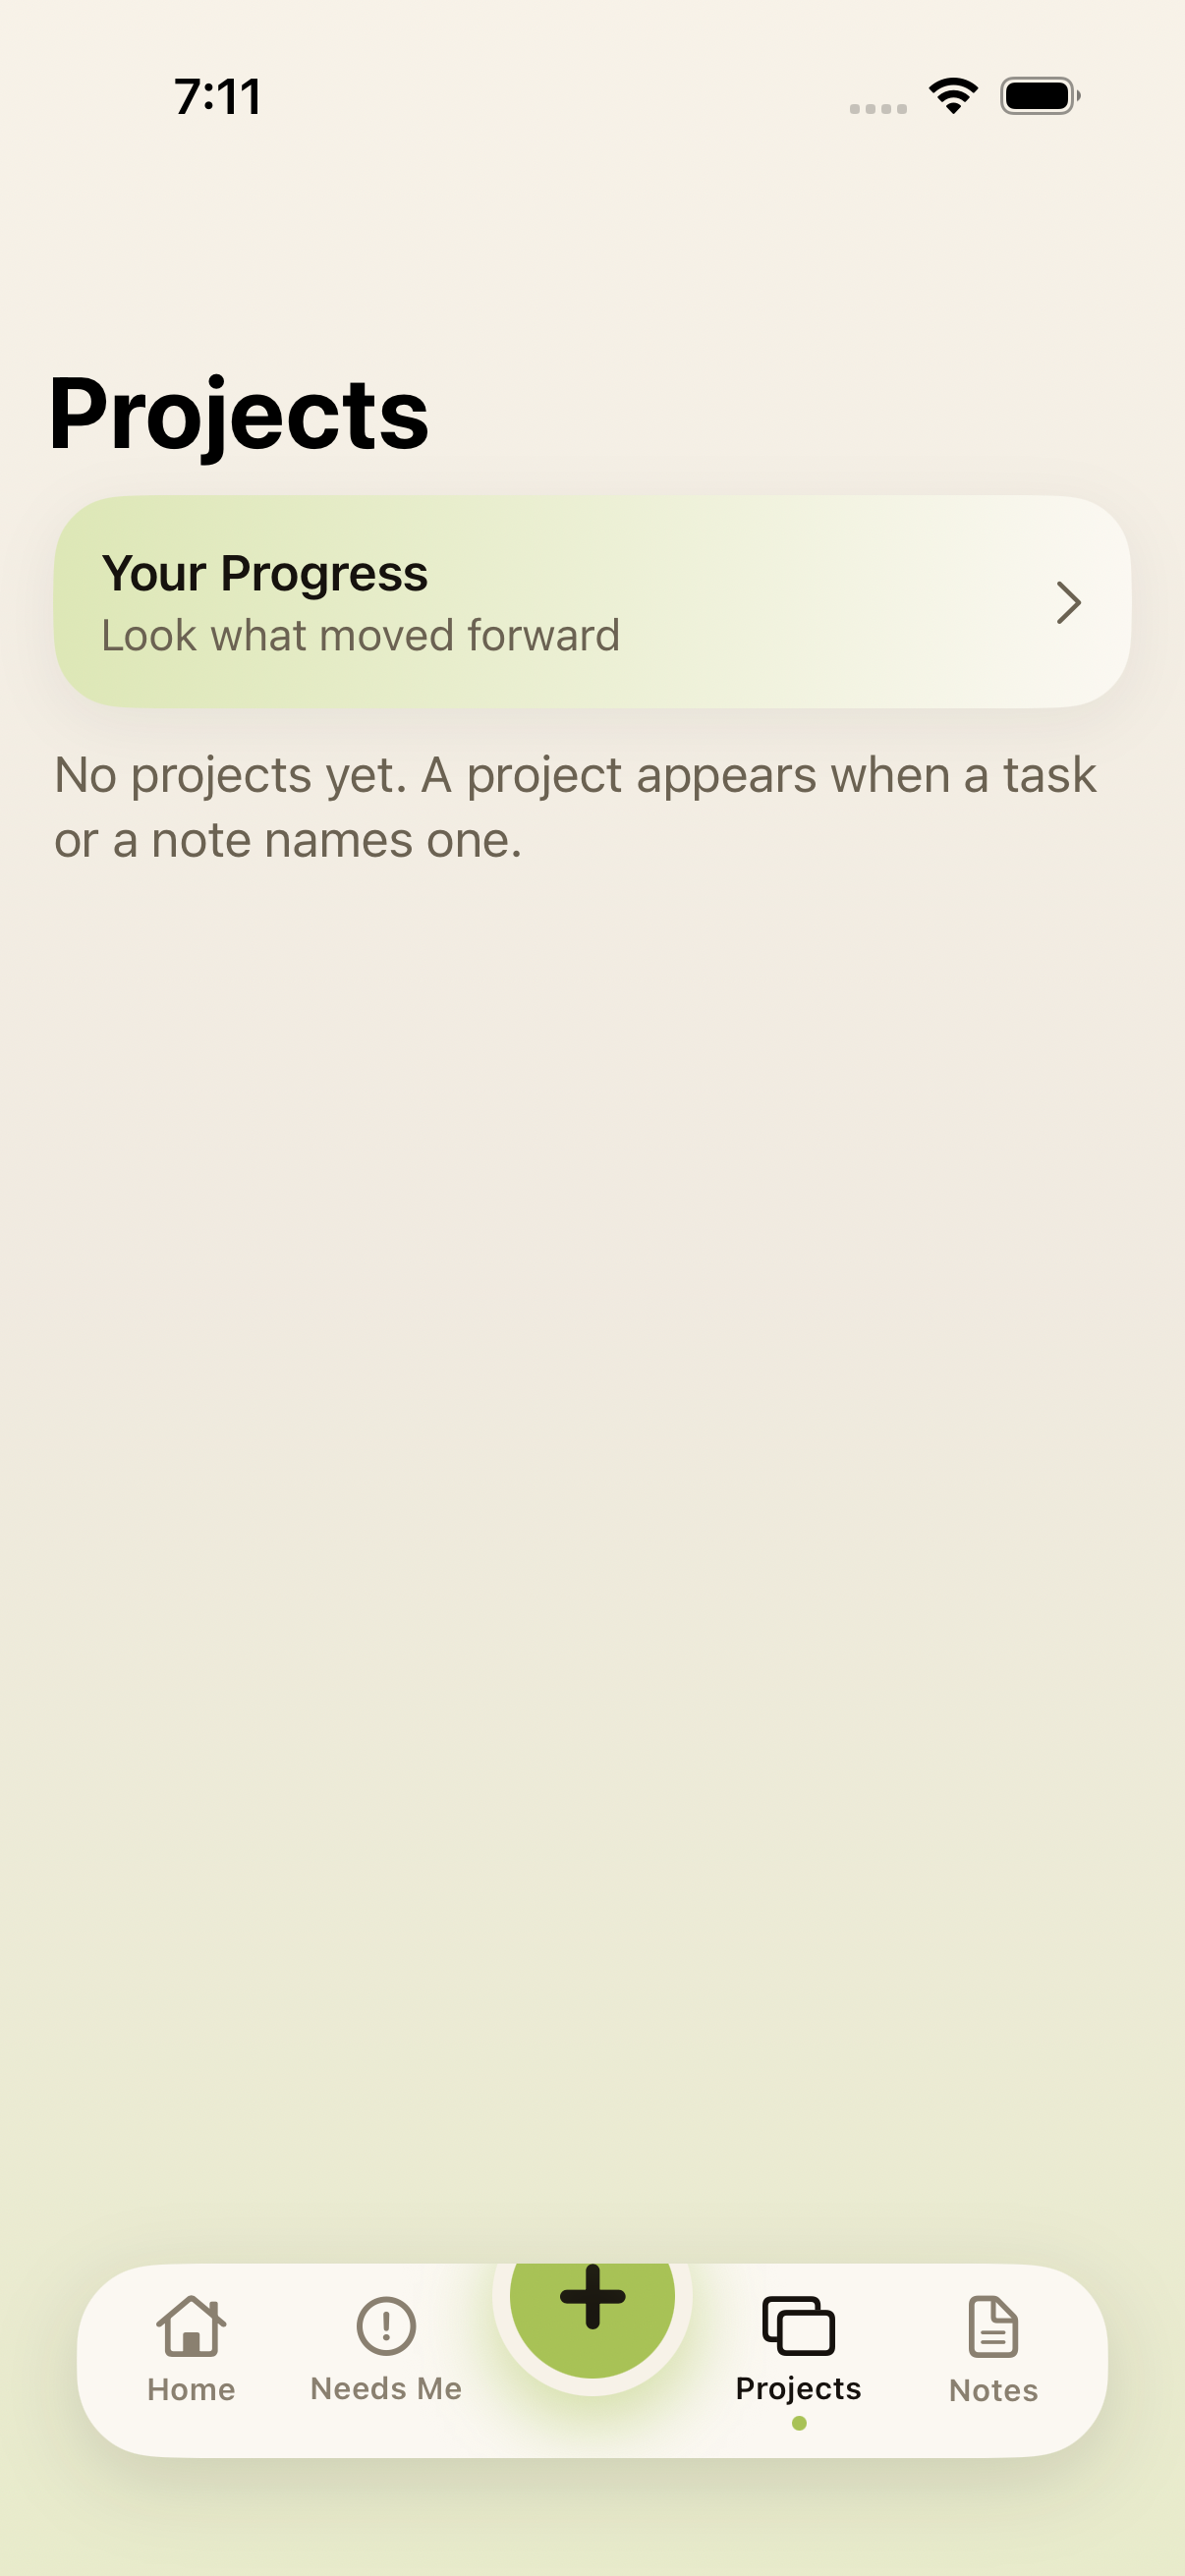 7:11
Projects
Your Progress
Look what moved forward
No projects yet. A project appears when a task
or a note names one.
Home
Needs Me
Projects
Notes